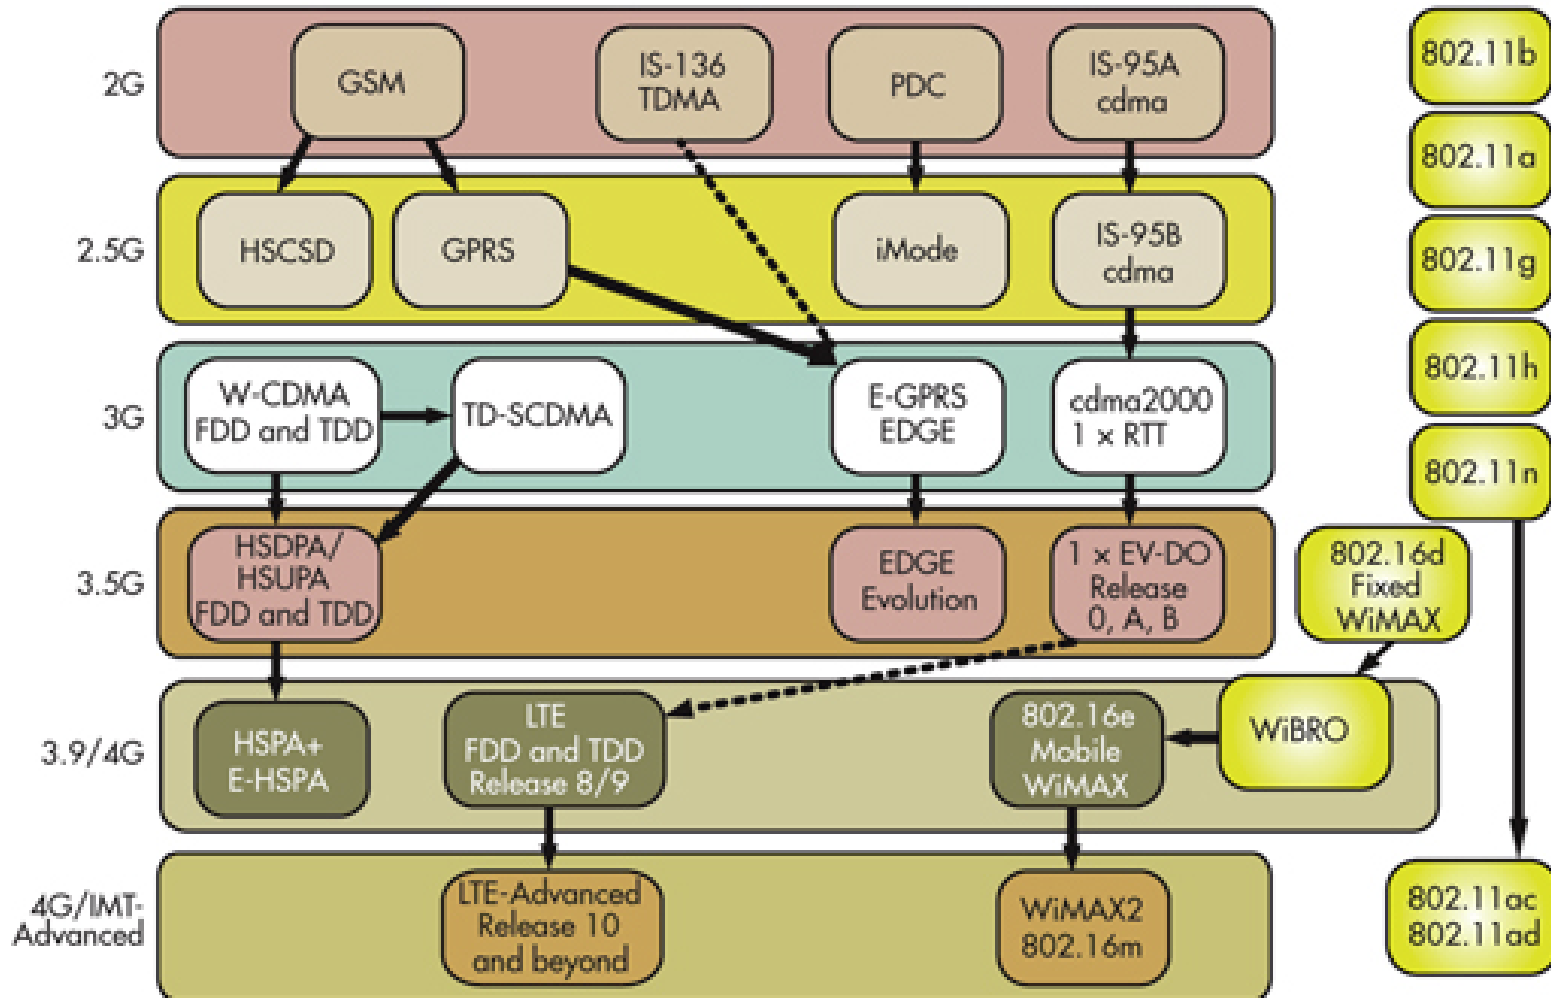 2G
GSM
IS-136
TDMA
PDC
IS-95A
cdma
802.11b
802.11a
2.5G
HSCSD
GPRS
iMode
IS-95B
cdma
802.11g
802.11h
3G
W-CDMA
FDD and TDD
TD-SCDMA
E-GPRS
EDGE
cdma2000
1 × RTT
802.11n
3.5G
HSDPA/
HSUPA
FDD and TDD
EDGE
Evolution
1 × EV-DO
Release
0, A, B
802.16d
Fixed
WiMAX
3.9/4G
HSPA+
E-HSPA
LTE
FDD and TDD
Release 8/9
802.16e
Mobile
WiMAX
WiBRO
4G/IMT-
Advanced
LTE-Advanced
Release 10
and beyond
WiMAX2
802.16m
802.11ac
802.11ad